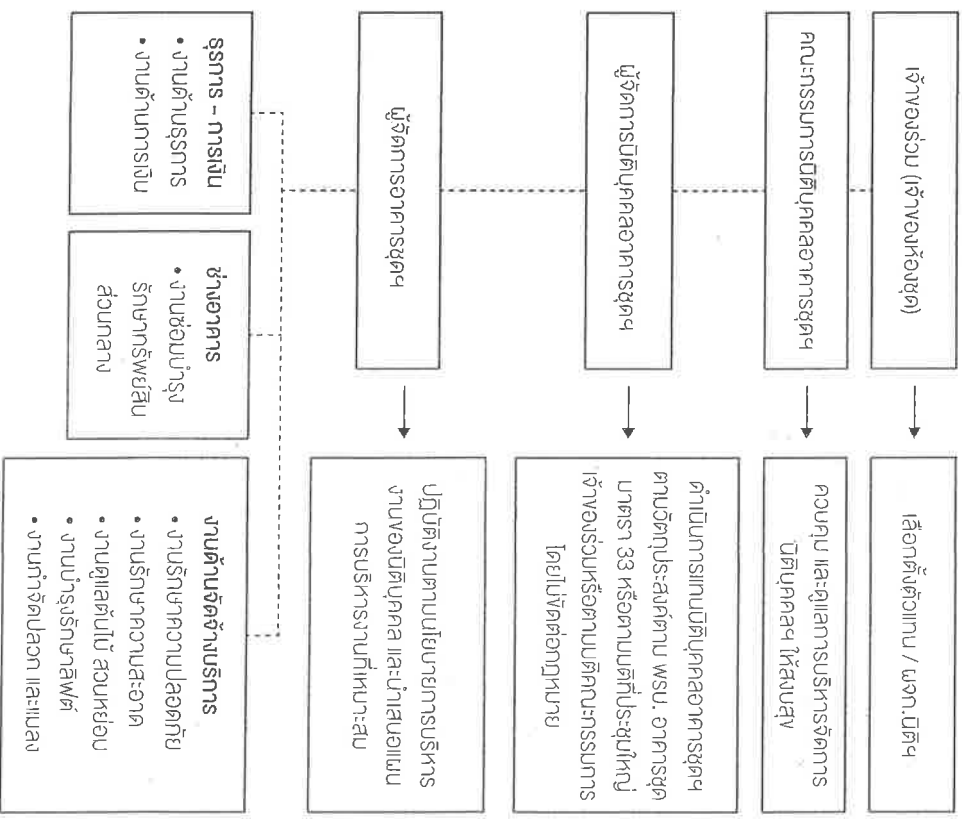 เจ้าของร่วม (เจ้าของห้องชุด)
เลือกตั้งตัวแทน / ผจก.นิติฯ
คณะกรรมการนิติบุคคลอาคารชุดฯ
ควบคุม และดูแลการบริหารจัดการ
นิติบุคคลฯ ให้สงบสุข
ผู้จัดการนิติบุคคลอาคารชุดฯ
ดำเนินการแทนนิติบุคคลอาคารชุดฯ
ตามวัตถุประสงค์ตาม พรบ. อาคารชุด
มาตรา 33 หรือตามมติที่ประชุมใหญ่
เจ้าของร่วมหรือตามมติคณะกรรมการ
โดยไม่ขัดต่อกฎหมาย
ผู้จัดการอาคารชุดฯ
ปฏิบัติงานตามนโยบายการบริหาร
งานของนิติบุคคล และนำเสนอแผน
การบริหารงานที่เหมาะสม
ธุรการ - การเงิน
• งานด้านธุรการ
• งานด้านการเงิน
ช่างอาคาร
• งานซ่อมบำรุง
รักษาทรัพย์สิน
ส่วนกลาง
งานด้านจัดจ้างบริการ
• งานรักษาความปลอดภัย
• งานรักษาความสะอาด
• งานดูแลต้นไม้ สวนหย่อม
• งานบำรุงรักษาลิฟต์
• งานกำจัดปลวก และแมลง